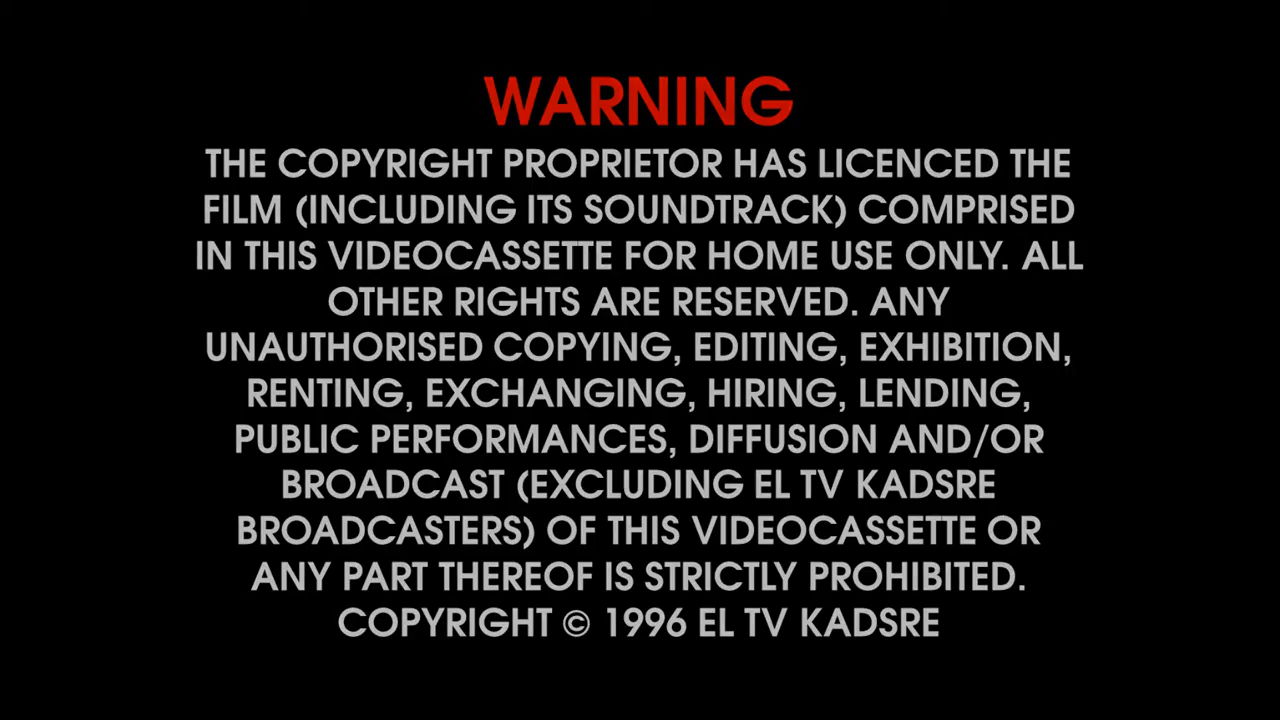 WARNING
THE COPYRIGHT PROPRIETOR HAS LICENCED THE
FILM (INCLUDING ITS SOUNDTRACK) COMPRISED
IN THIS VIDEOCASSETTE FOR HOME USE ONLY. ALL
OTHER RIGHTS ARE RESERVED. ANY
UNAUTHORISED COPYING, EDITING, EXHIBITION,
RENTING, EXCHANGING, HIRING, LENDING,
PUBLIC PERFORMANCES, DIFFUSION AND/OR
BROADCAST (EXCLUDING EL TV KADSRE
BROADCASTERS) OF THIS VIDEOCASSETTE OR
ANY PART THEREOF IS STRICTLY PROHIBITED.
COPYRIGHT © 1996 EL TV KADSRE